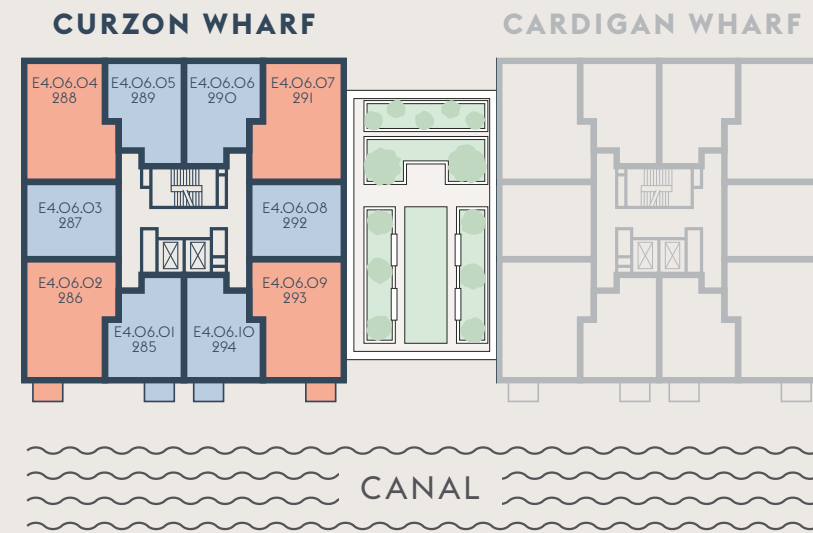 CURZON WHARF
CARDIGAN WHARF
E4.06.04
288
E4.06.05
289
E4.06.06
290
E4.06.07
291
E4.06.03
287
E4.06.08
292
E4.06.02
286
E4.06.09
293
E4.06.01
285
E4.06.10
294
CANAL